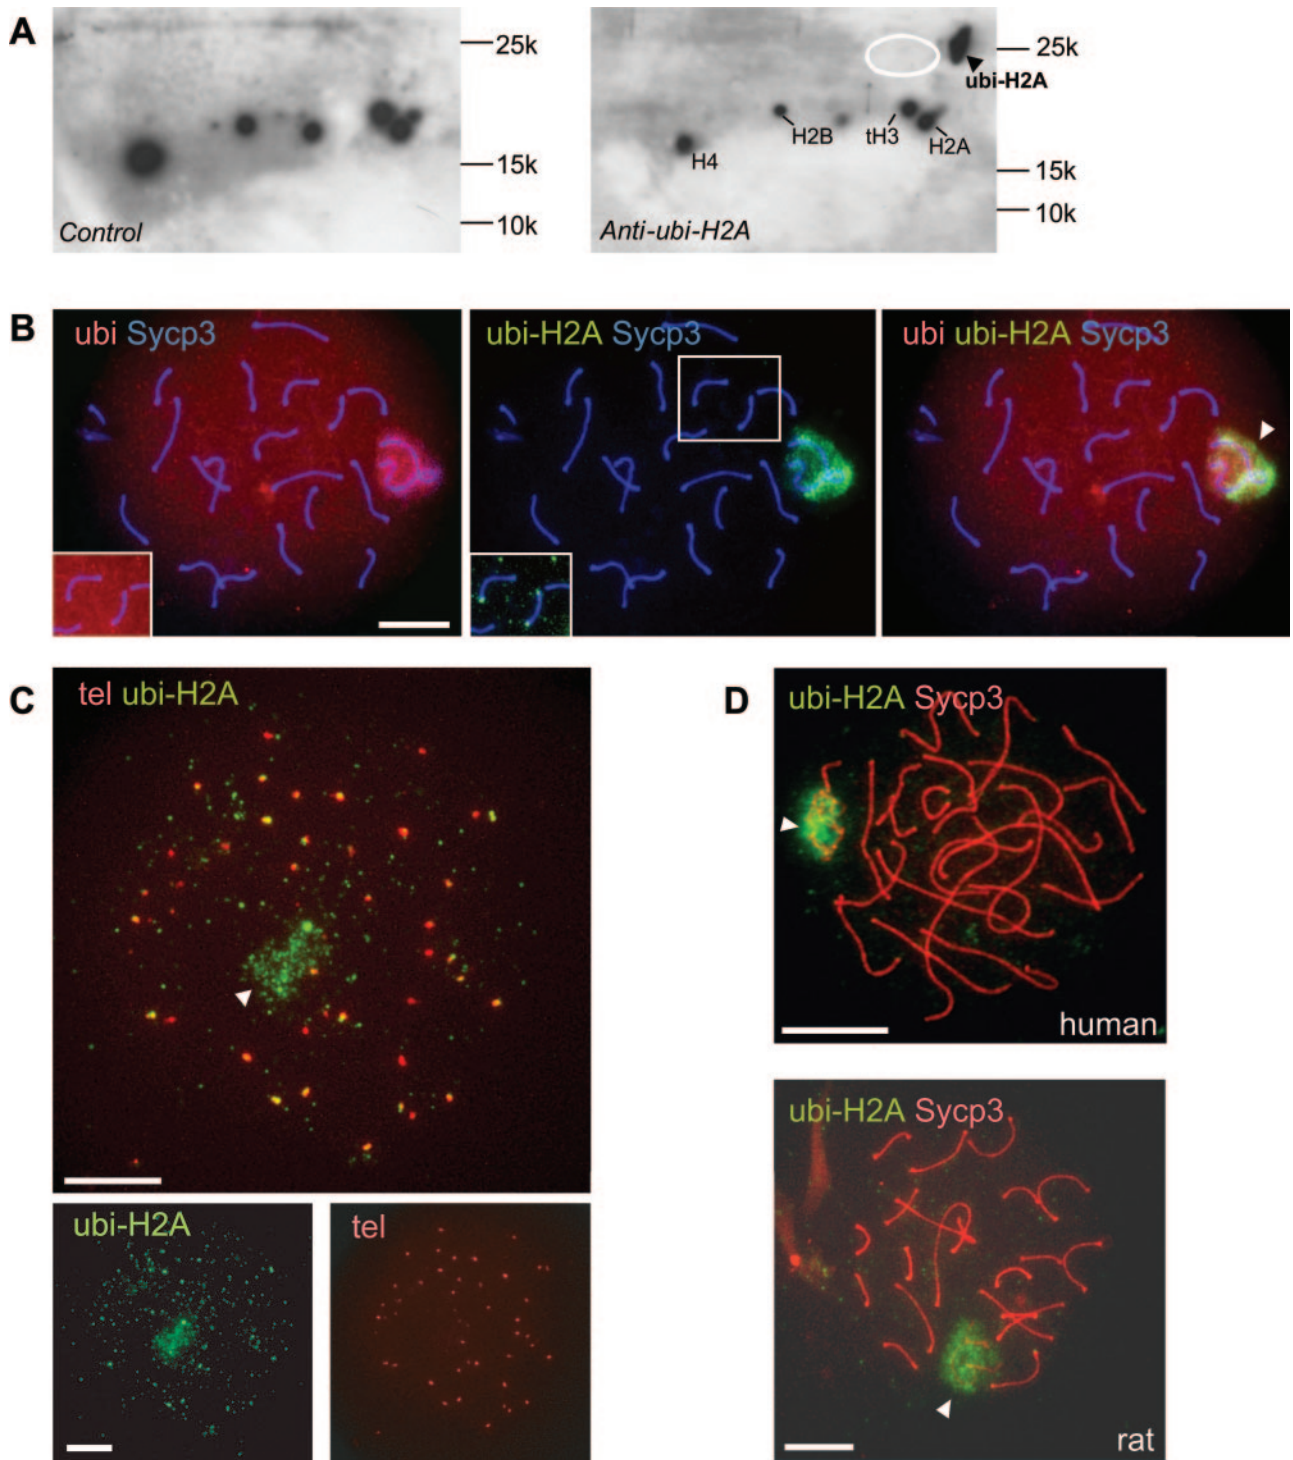 A
25k
15k
10k
Control
25k
ubi-H2A
H2B
tH3
H2A
H4
15k
10k
Anti-ubi-H2A
B
ubi Sycp3
ubi-H2A Sycp3
ubi ubi-H2A Sycp3
C
tel ubi-H2A
ubi-H2A
tel
D
ubi-H2A Sycp3
human
ubi-H2A Sycp3
rat